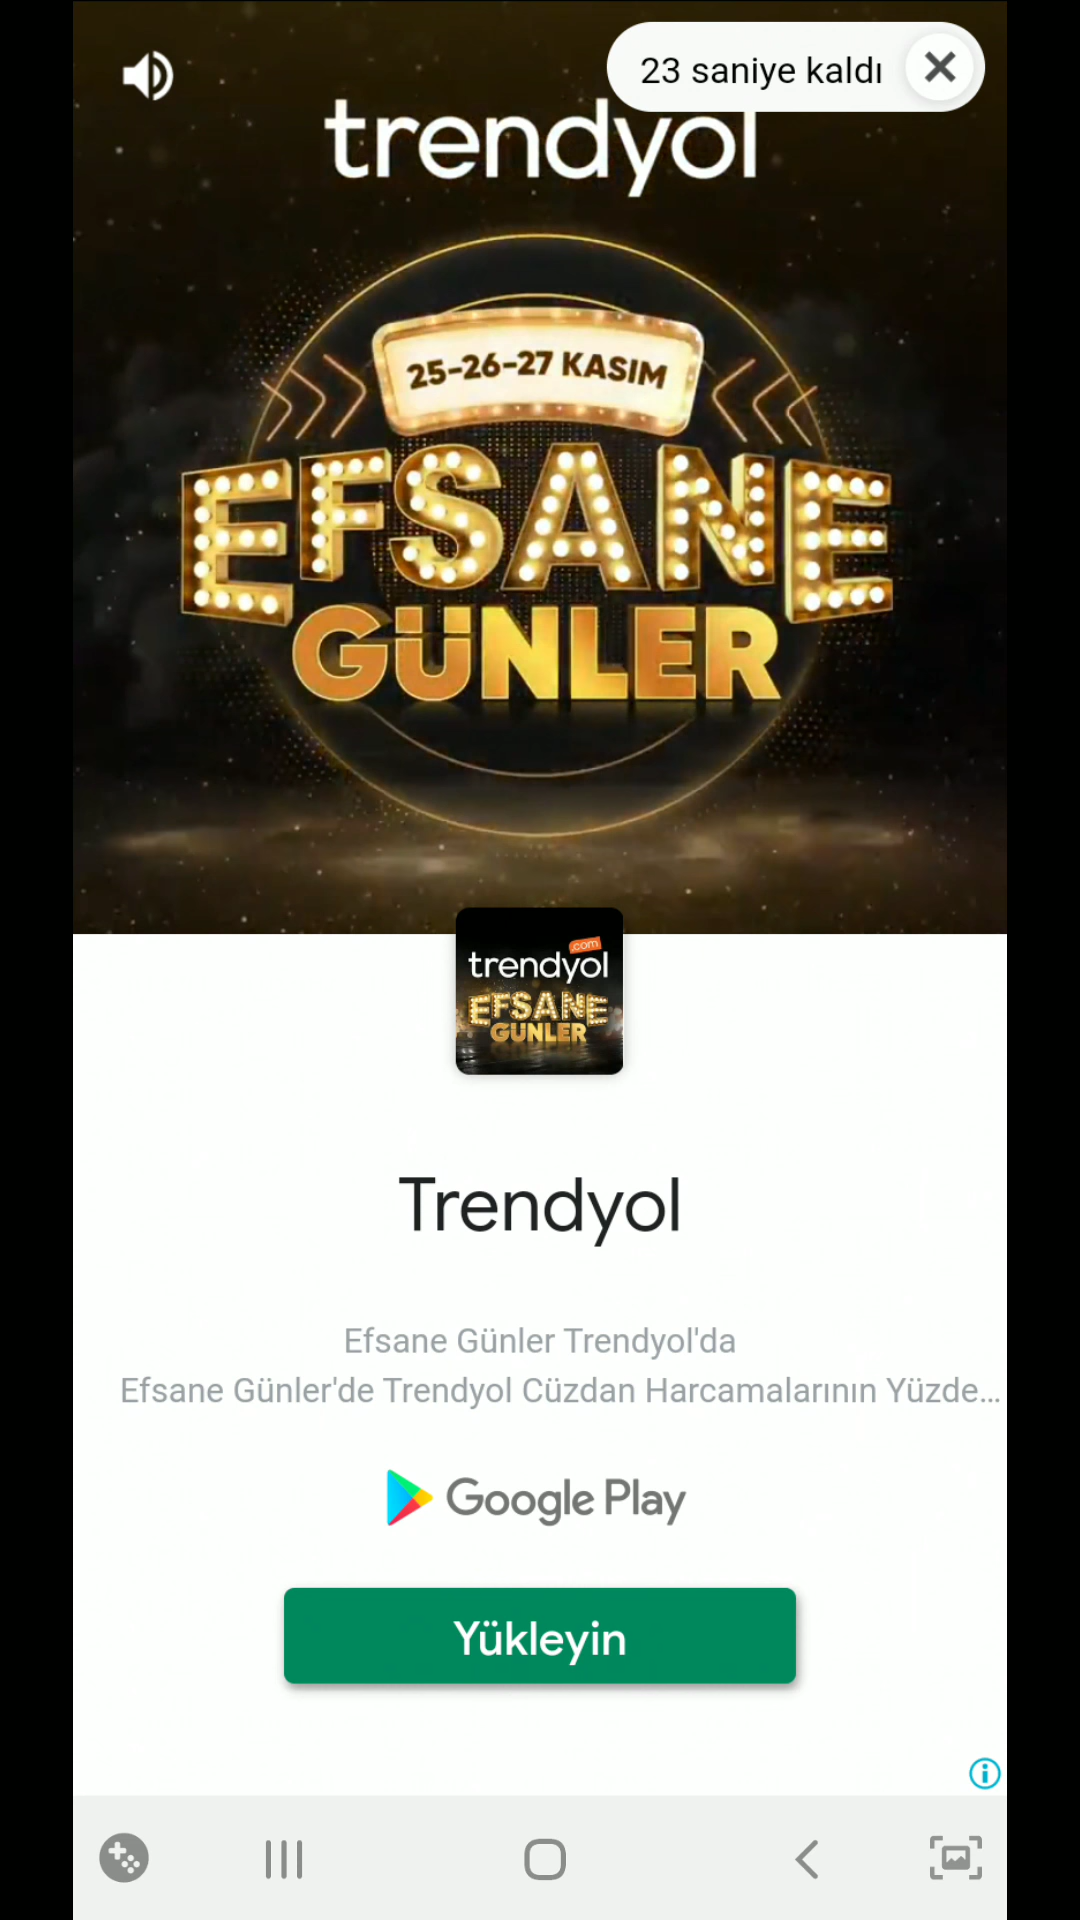 23 saniye kaldı
trendyol
25-26-27 KASIM
EFSANE
GÜNLER
.com
trendyol
EFSANE
GÜNLER
Trendyol
Efsane Günler Trendyol'da
Efsane Günler'de Trendyol Cüzdan Harcamalarının Yüzde...
Google Play
Yükleyin